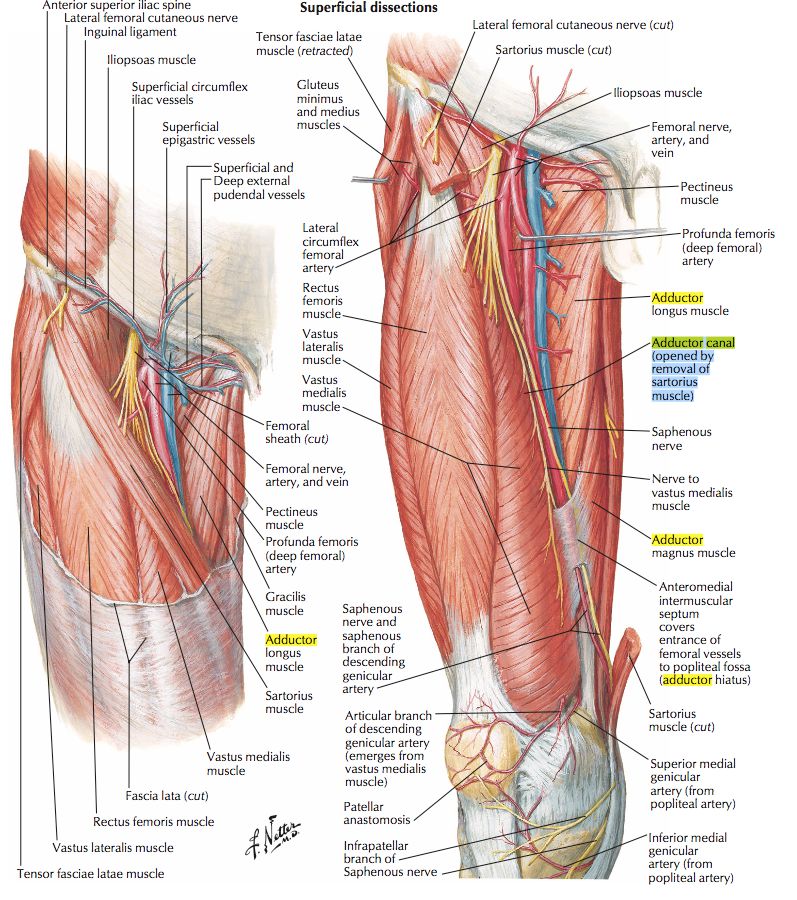 Superficial dissections
Anterior superior iliac spine
Lateral femoral cutaneous nerve
Inguinal ligament
Iliopsoas muscle
Superficial circumflex
iliac vessels
Superficial
epigastric vessels
Superficial and
Deep external
pudendal vessels
Femoral
sheath (cut)
Femoral nerve,
artery, and vein
Pectineus
muscle
Profunda femoris
(deep femoral)
artery
Gracilis
muscle
Adductor
longus
muscle
Sartorius
muscle
Vastus medialis
muscle
Fascia lata (cut)
Rectus femoris muscle
Vastus lateralis muscle
Tensor fasciae latae muscle
F. Netter
M.D.
Lateral femoral cutaneous nerve (cut)
Tensor fasciae latae
muscle (retracted)
Sartorius muscle (cut)
Gluteus
minimus
and medius
muscles
Iliopsoas muscle
Femoral nerve,
artery, and
vein
Pectineus
muscle
Lateral
circumflex
femoral
artery
Profunda femoris
(deep femoral)
artery
Rectus
femoris
muscle
Adductor
longus muscle
Vastus
lateralis
muscle
Adductor canal
(opened by
removal of
sartorius
muscle)
Vastus
medialis
muscle
Saphenous
nerve
Nerve to
vastus medialis
muscle
Adductor
magnus muscle
Anteromedial
intermuscular
septum
covers
entrance of
femoral vessels
to popliteal fossa
(adductor hiatus)
Saphenous
nerve and
saphenous
branch of
descending
genicular
artery
Sartorius
muscle (cut)
Articular branch
of descending
genicular artery
(emerges from
vastus medialis
muscle)
Superior medial
genicular
artery (from
popliteal artery)
Patellar
anastomosis
Infrapatellar
branch of
Saphenous nerve
Inferior medial
genicular
artery (from
popliteal artery)